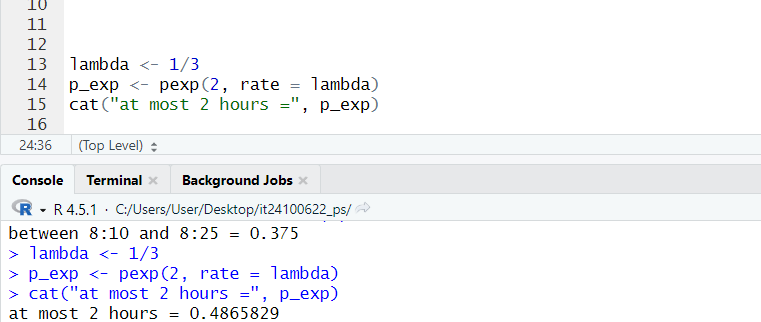 10
11
12
13 lambda <- 1/3
14 p_exp <- pexp(2, rate = lambda)
15 cat("at most 2 hours =", p_exp)
16
24:36 (Top Level)
Console Terminal Background Jobs
R R 4.5.1 · C:/Users/User/Desktop/it24100622_ps/
between 8:10 and 8:25 = 0.375
> lambda <- 1/3
> p_exp <- pexp(2, rate = lambda)
> cat("at most 2 hours =", p_exp)
at most 2 hours = 0.4865829